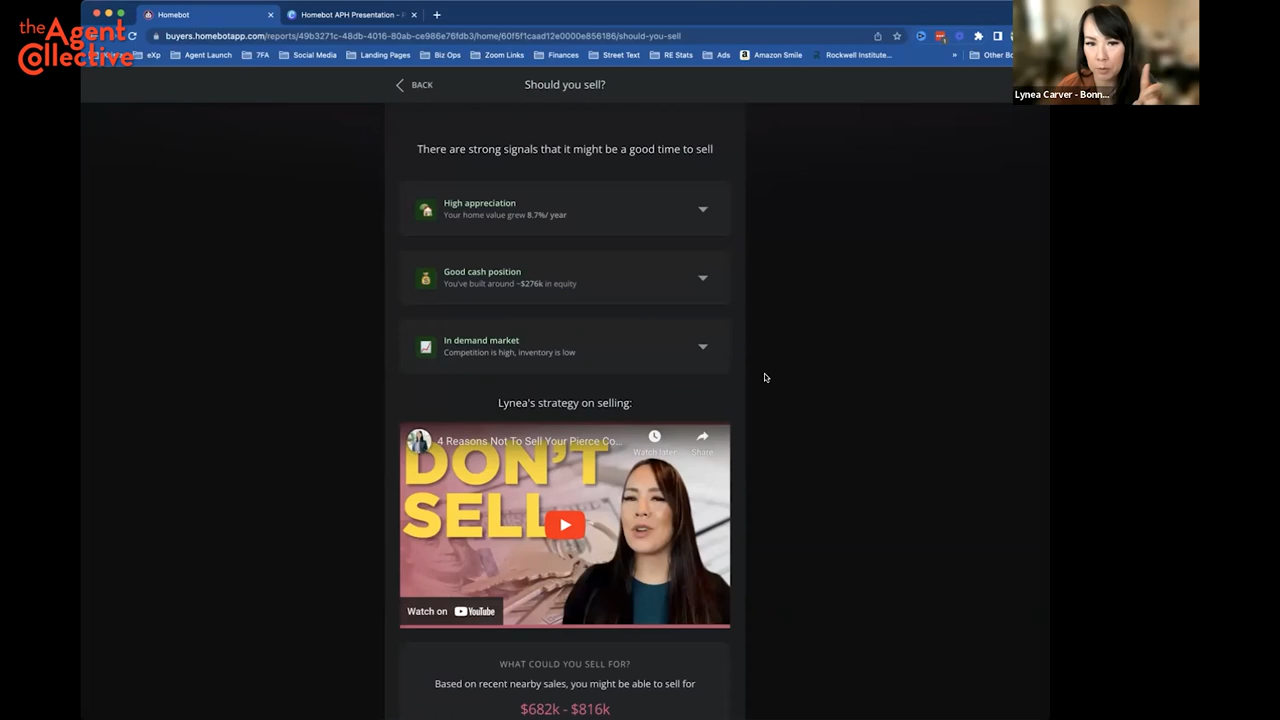 the Agent
Collective
Homebot
Homebot APH Presentation -
buyers.homebotapp.com/reports/49b3271c-48db-4016-80ab-ce986e76fdb3/home/60f5f1caad12e0000e856186/should-you-sell
eXp
Agent Launch
7FA
Social Media
Landing Pages
Biz Ops
Zoom Links
Finances
Street Text
RE Stats
Ads
Amazon Smile
Rockwell Institute...
Other Bo
Lynea Carver - Bonn...
BACK
Should you sell?
There are strong signals that it might be a good time to sell
High appreciation
Your home value grew 8.7%/ year
Good cash position
You've built around ~$276k in equity
In demand market
Competition is high, inventory is low
Lynea's strategy on selling:
4 Reasons Not To Sell Your Pierce Co...
Watch later
Share
DON'T
SELL
Watch on YouTube
WHAT COULD YOU SELL FOR?
Based on recent nearby sales, you might be able to sell for
$682k - $816k